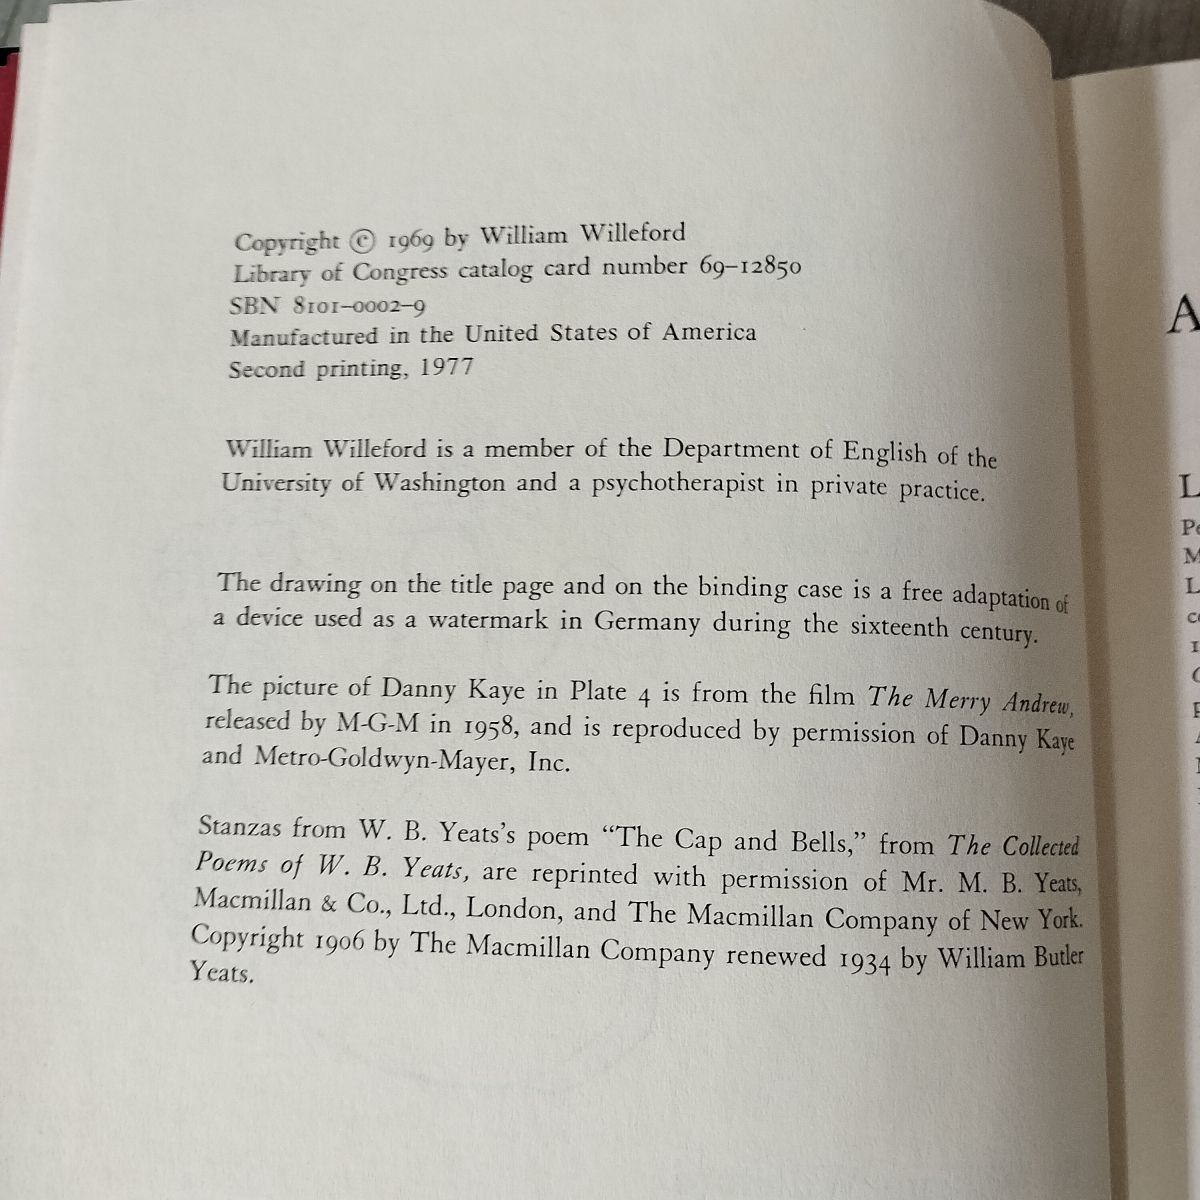 Copyright © 1969 by William Willeford
Library of Congress catalog card number 69–12850
SBN 8101–0002–9
Manufactured in the United States of America
Second printing, 1977
William Willeford is a member of the Department of English of the
University of Washington and a psychotherapist in private practice.
The drawing on the title page and on the binding case is a free adaptation of
a device used as a watermark in Germany during the sixteenth century.
The picture of Danny Kaye in Plate 4 is from the film The Merry Andrew,
released by M-G-M in 1958, and is reproduced by permission of Danny Kaye
and Metro-Goldwyn-Mayer, Inc.
Stanzas from W. B. Yeats's poem “The Cap and Bells,” from The Collected
Poems of W. B. Yeats, are reprinted with permission of Mr. M. B. Yeats,
Macmillan & Co., Ltd., London, and The Macmillan Company of New York.
Copyright 1906 by The Macmillan Company renewed 1934 by William Butler
Yeats.